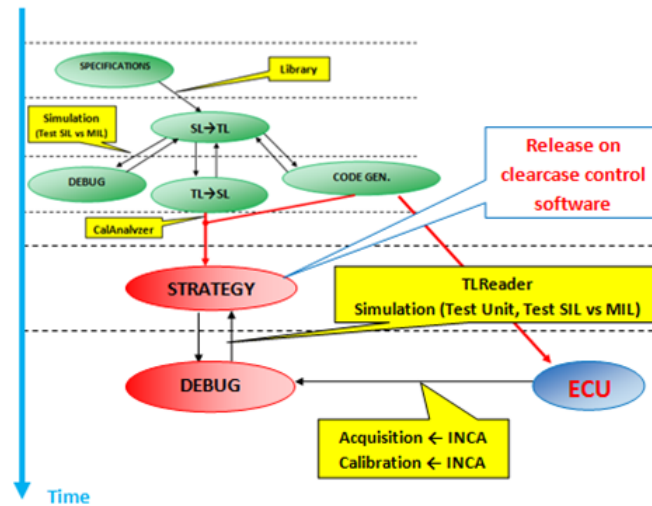 SPECIFICATIONS
Library
Simulation
(Test SIL vs MIL)
SL→TL
DEBUG
TL→SL
CODE GEN.
Release on
clearcase control
software
CalAnalyzer
STRATEGY
TLReader
Simulation (Test Unit, Test SIL vs MIL)
DEBUG
ECU
Acquisition ← INCA
Calibration ← INCA
Time